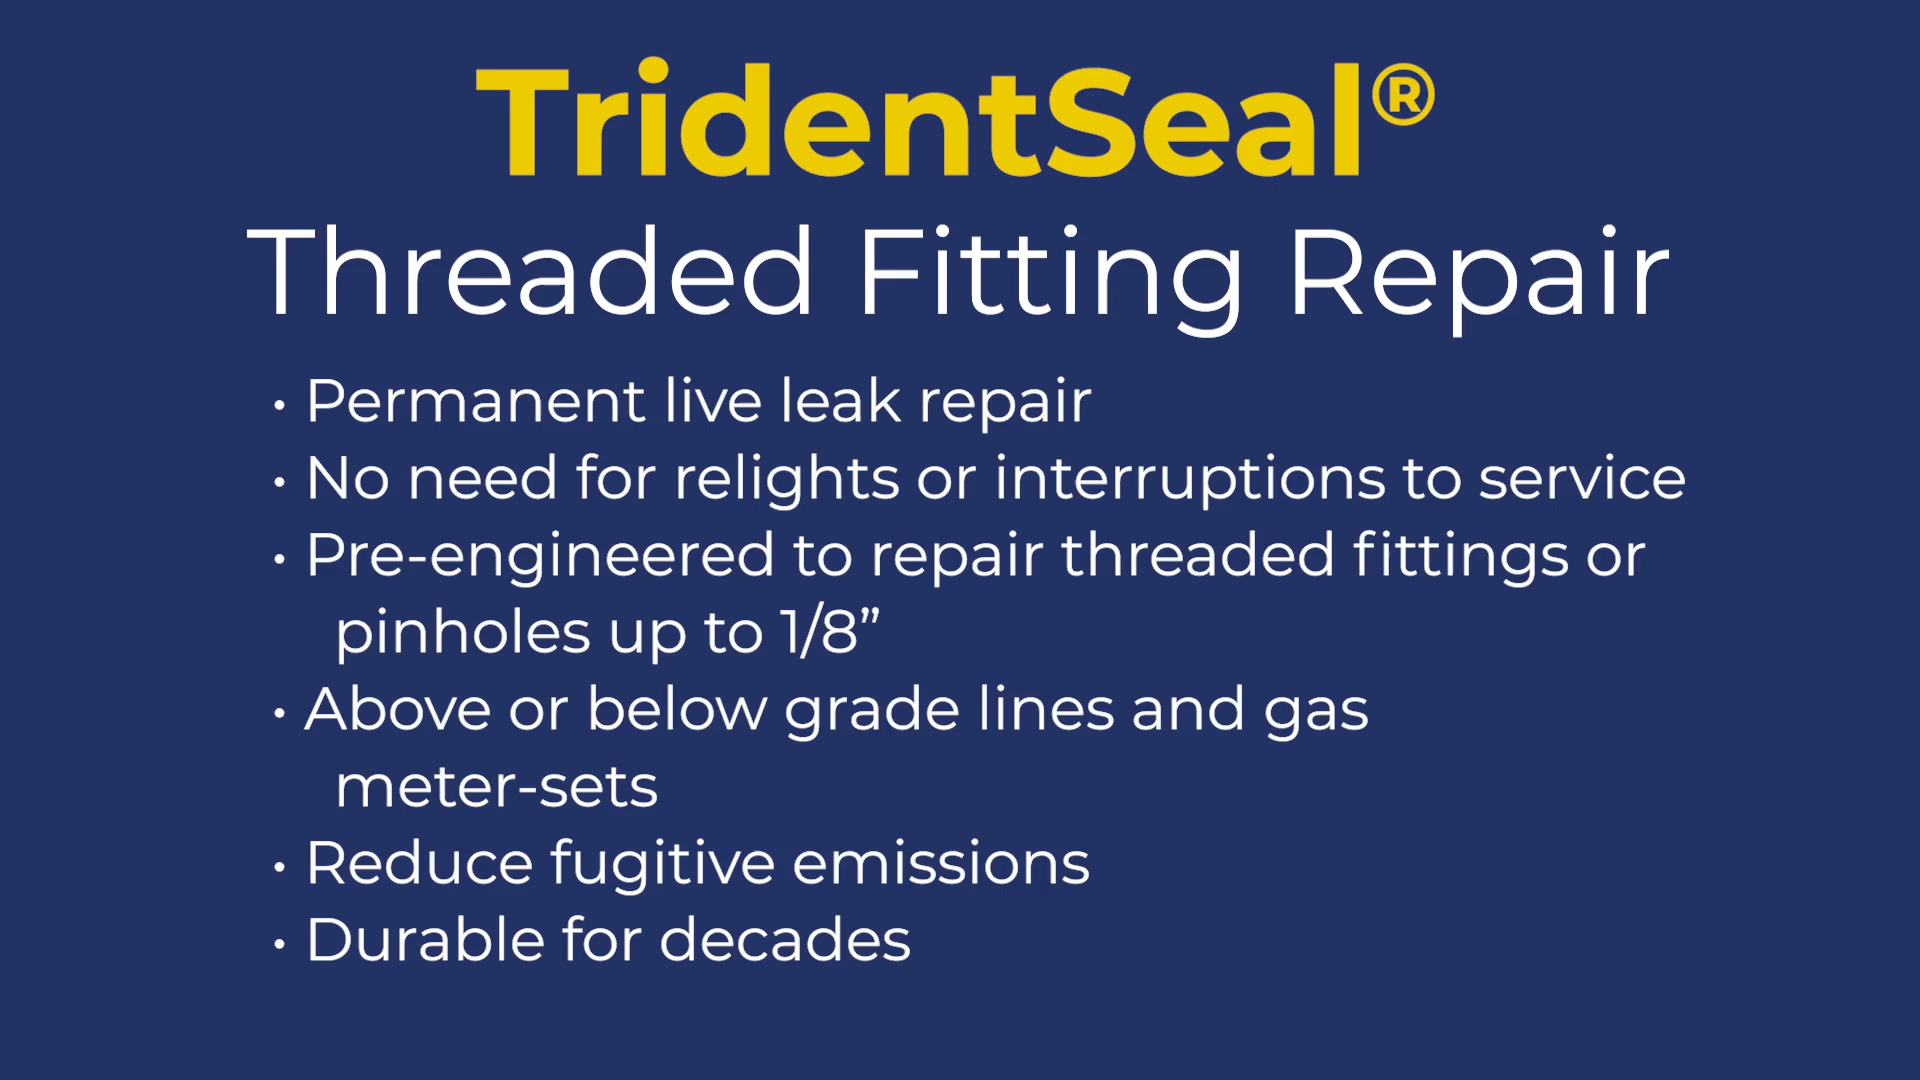 TridentSeal®
Threaded Fitting Repair
• Permanent live leak repair
• No need for relights or interruptions to service
• Pre-engineered to repair threaded fittings or
pinholes up to 1/8”
• Above or below grade lines and gas
meter-sets
• Reduce fugitive emissions
• Durable for decades